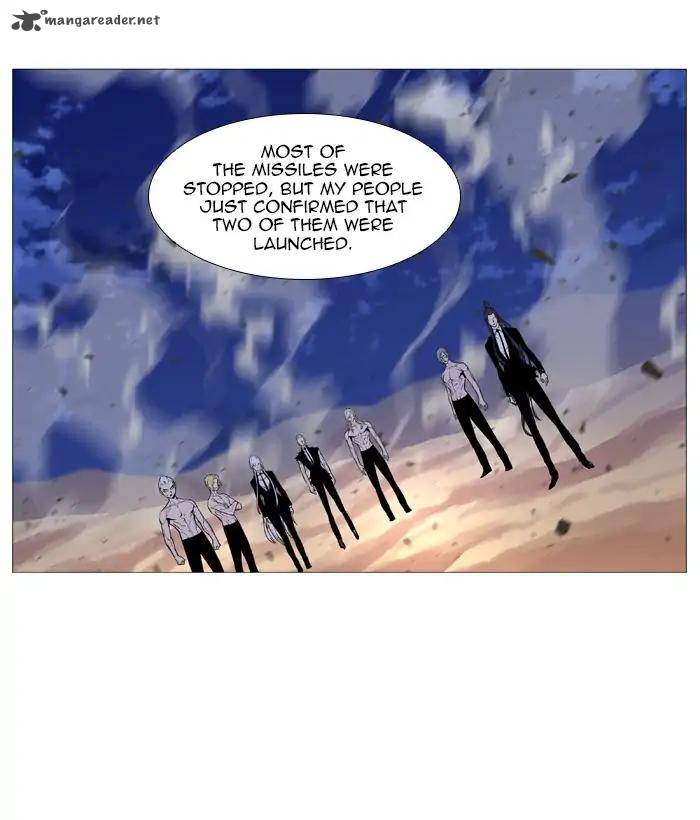 mangareader.net
MOST OF
THE MISSILES WERE
STOPPED, BUT MY PEOPLE
JUST CONFIRMED THAT
TWO OF THEM WERE
LAUNCHED.